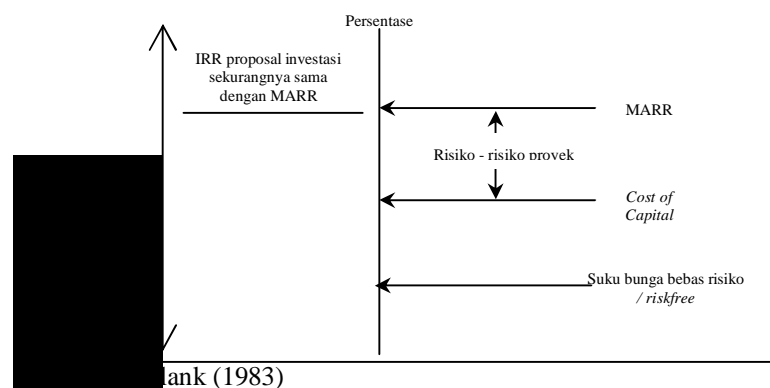 Persentase
IRR proposal investasi
sekurangnya sama
dengan MARR
MARR
Risiko - risiko proyek
Cost of
Capital
Suku bunga bebas risiko
/ riskfree
lank (1983)